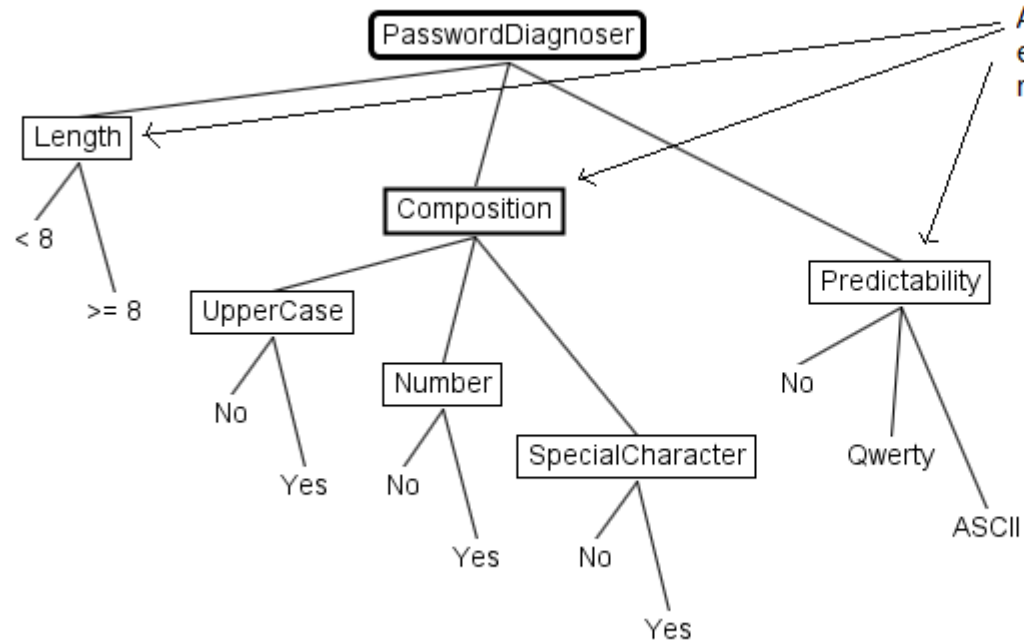 PasswordDiagnoser
Length
< 8
>= 8
Composition
UpperCase
No
Yes
Number
No
Yes
SpecialCharacter
No
Yes
Predictability
No
Qwerty
ASCII